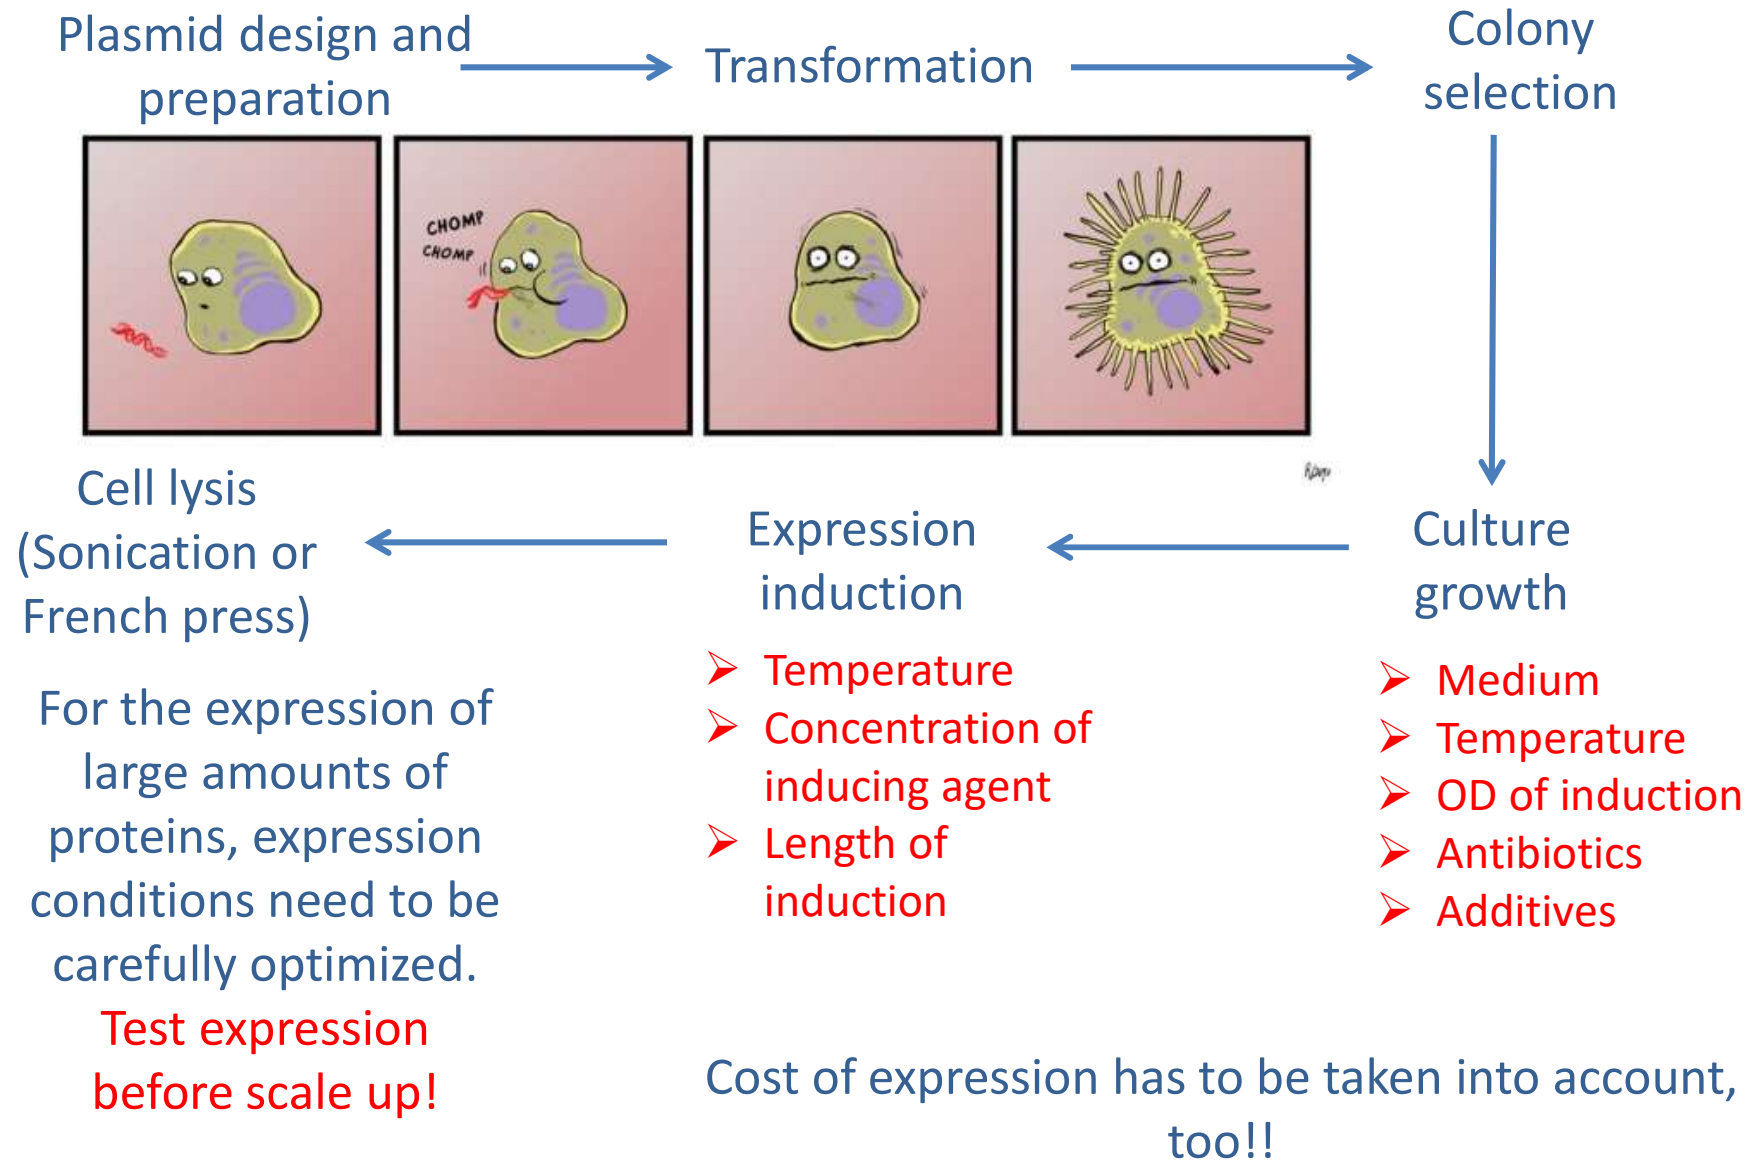 Plasmid design and
preparation
Transformation
Colony
selection
CHOMP
CHOMP
Cell lysis
(Sonication or
French press)
Expression
induction
Culture
growth
➢ Temperature
➢ Concentration of
inducing agent
➢ Length of
induction
➢ Medium
➢ Temperature
➢ OD of induction
➢ Antibiotics
➢ Additives
For the expression of
large amounts of
proteins, expression
conditions need to be
carefully optimized.
Test expression
before scale up!
Cost of expression has to be taken into account,
too!!